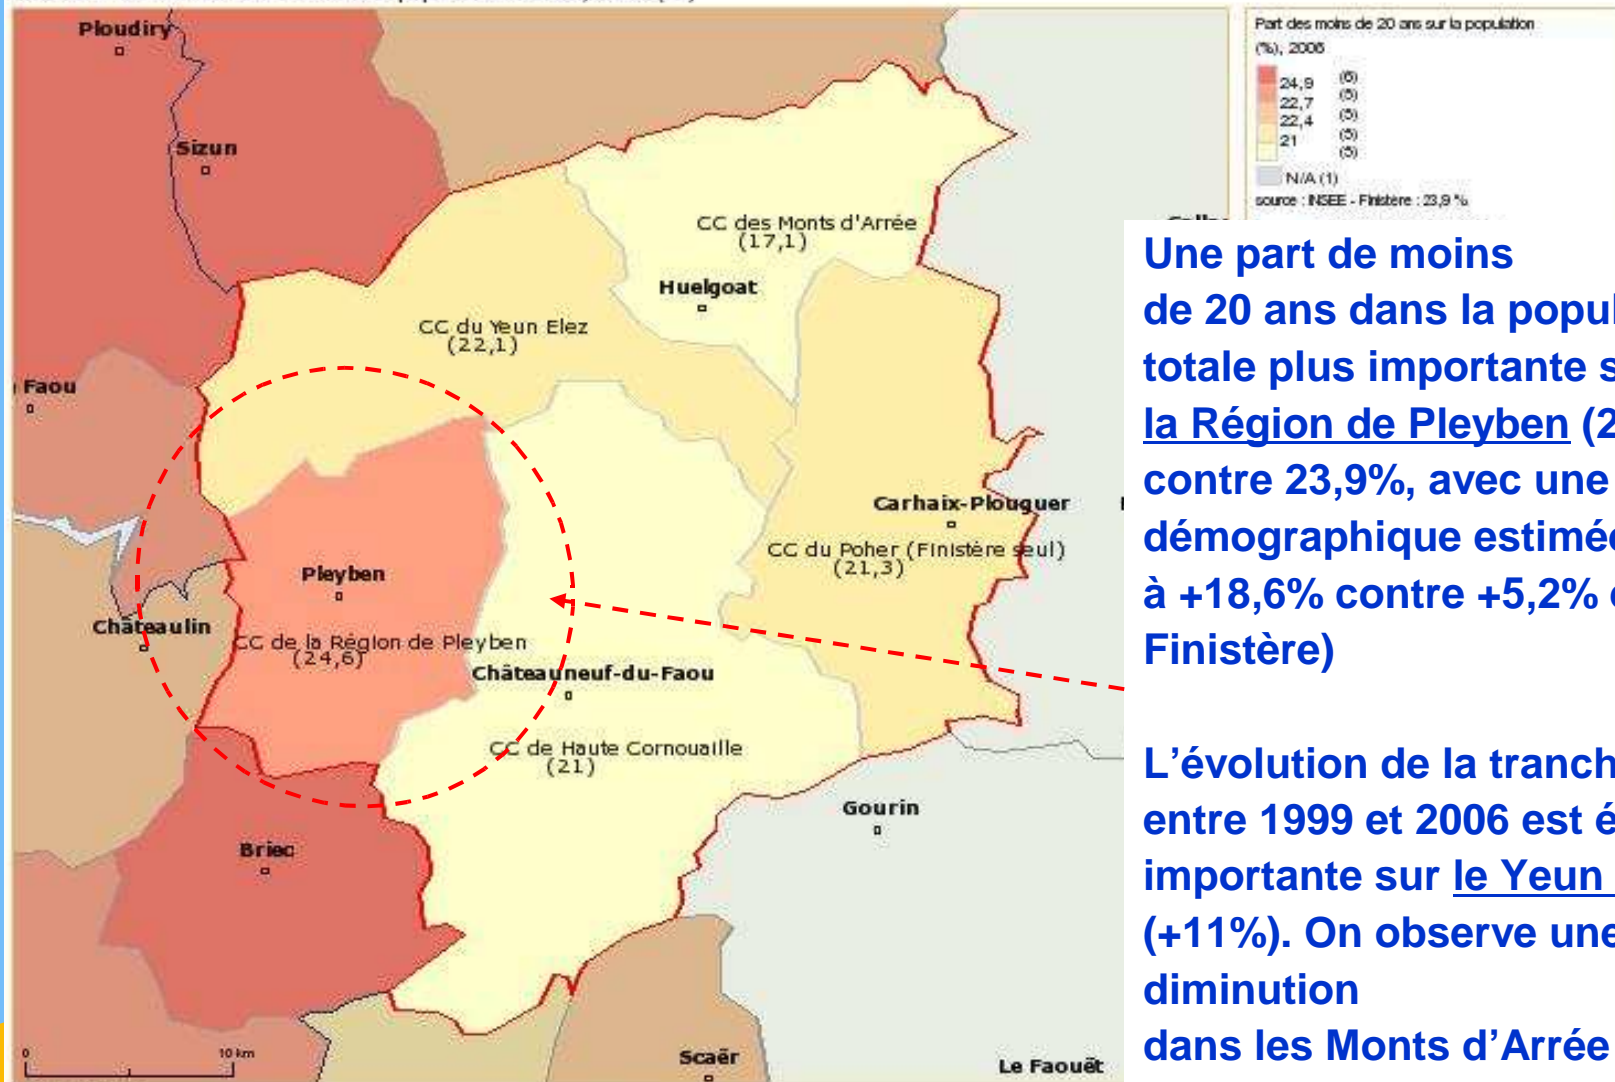 Ploudiry
Sizun
Faou
CC des Monts d'Arrée
(17,1)
Huelgoat
CC du Yeun Elez
(22,1)
Carhaix-Plouguer
CC du Poher (Finistère seul)
(21,3)
Pleyben
Châteaulin
CC de la Région de Pleyben
(24,6)
Châteauneuf-du-Faou
CC de Haute Cornouaille
(21)
Gourin
Briec
Scaër
Le Faouët
0 10 km
Part des moins de 20 ans sur la population
(%), 2006
24,9 (6)
22,7 (5)
22,4 (5)
21 (5)
(5)
N/A (1)
source : INSEE - Finistère : 23,9 %
Une part de moins
de 20 ans dans la popul
totale plus importante s
la Région de Pleyben (2
contre 23,9%, avec une
démographique estimée
à +18,6% contre +5,2% e
Finistère)
L’évolution de la tranch
entre 1999 et 2006 est é
importante sur le Yeun
(+11%). On observe une
diminution
dans les Monts d’Arrée